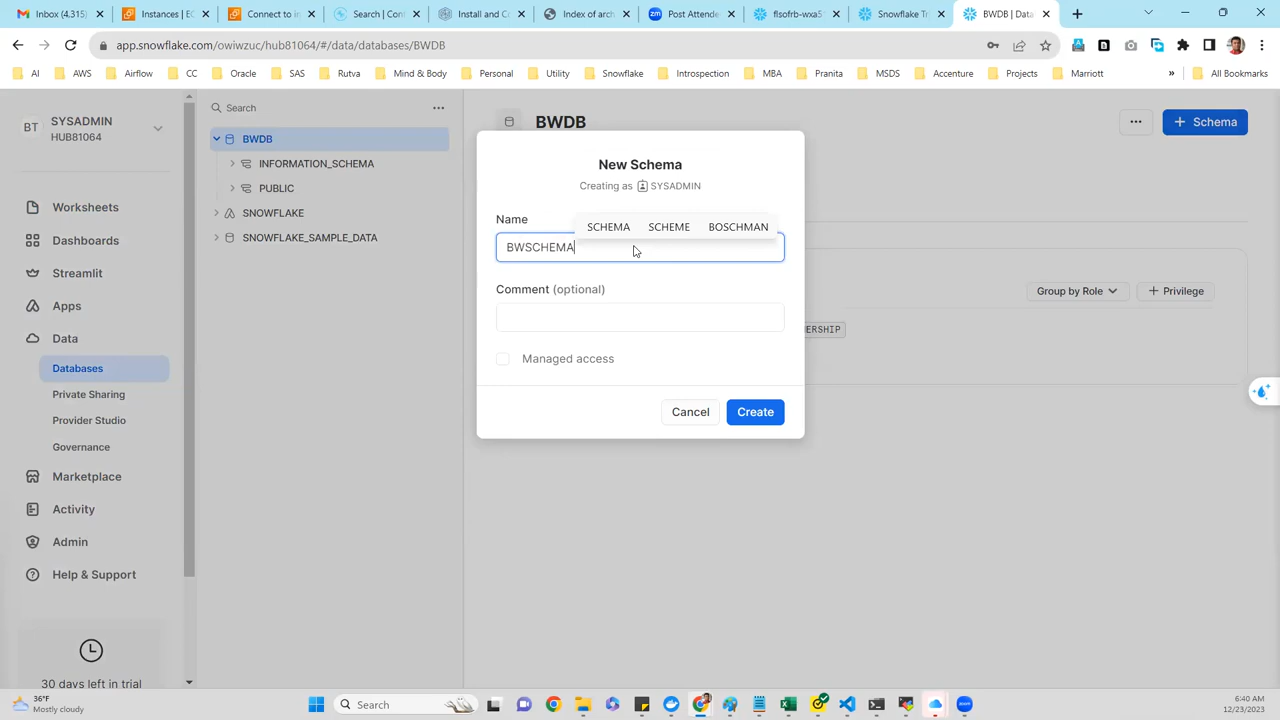 Gmail (4,315)
Instances | EC
Connect to in
Search | Con
Install and Co
Index of arch
Post Attende
flsofrb-wxa5
Snowflake Tr
BWDB | Data
app.snowflake.com/owiwzuc/hub81064/#/data/databases/BWDB
AI
AWS
Airflow
CC
Oracle
SAS
Rutva
Mind & Body
Personal
Utility
Snowflake
Introspection
MBA
Pranita
MSDS
Accenture
Projects
Marriott
»
All Bookmarks
BT
SYSADMIN
HUB81064
Worksheets
Dashboards
Streamlit
Apps
Data
Databases
Private Sharing
Provider Studio
Governance
Marketplace
Activity
Admin
Help & Support
30 days left in trial
Search
BWDB
INFORMATION_SCHEMA
PUBLIC
SNOWFLAKE
SNOWFLAKE_SAMPLE_DATA
BWDB
+ Schema
Group by Role
+ Privilege
ERSHIP
New Schema
Creating as SYSADMIN
Name
SCHEMA SCHEME BOSCHMAN
BWSCHEMA
Comment (optional)
Managed access
Cancel
Create
36°F
Mostly cloudy
Search
6:40 AM
12/23/2023